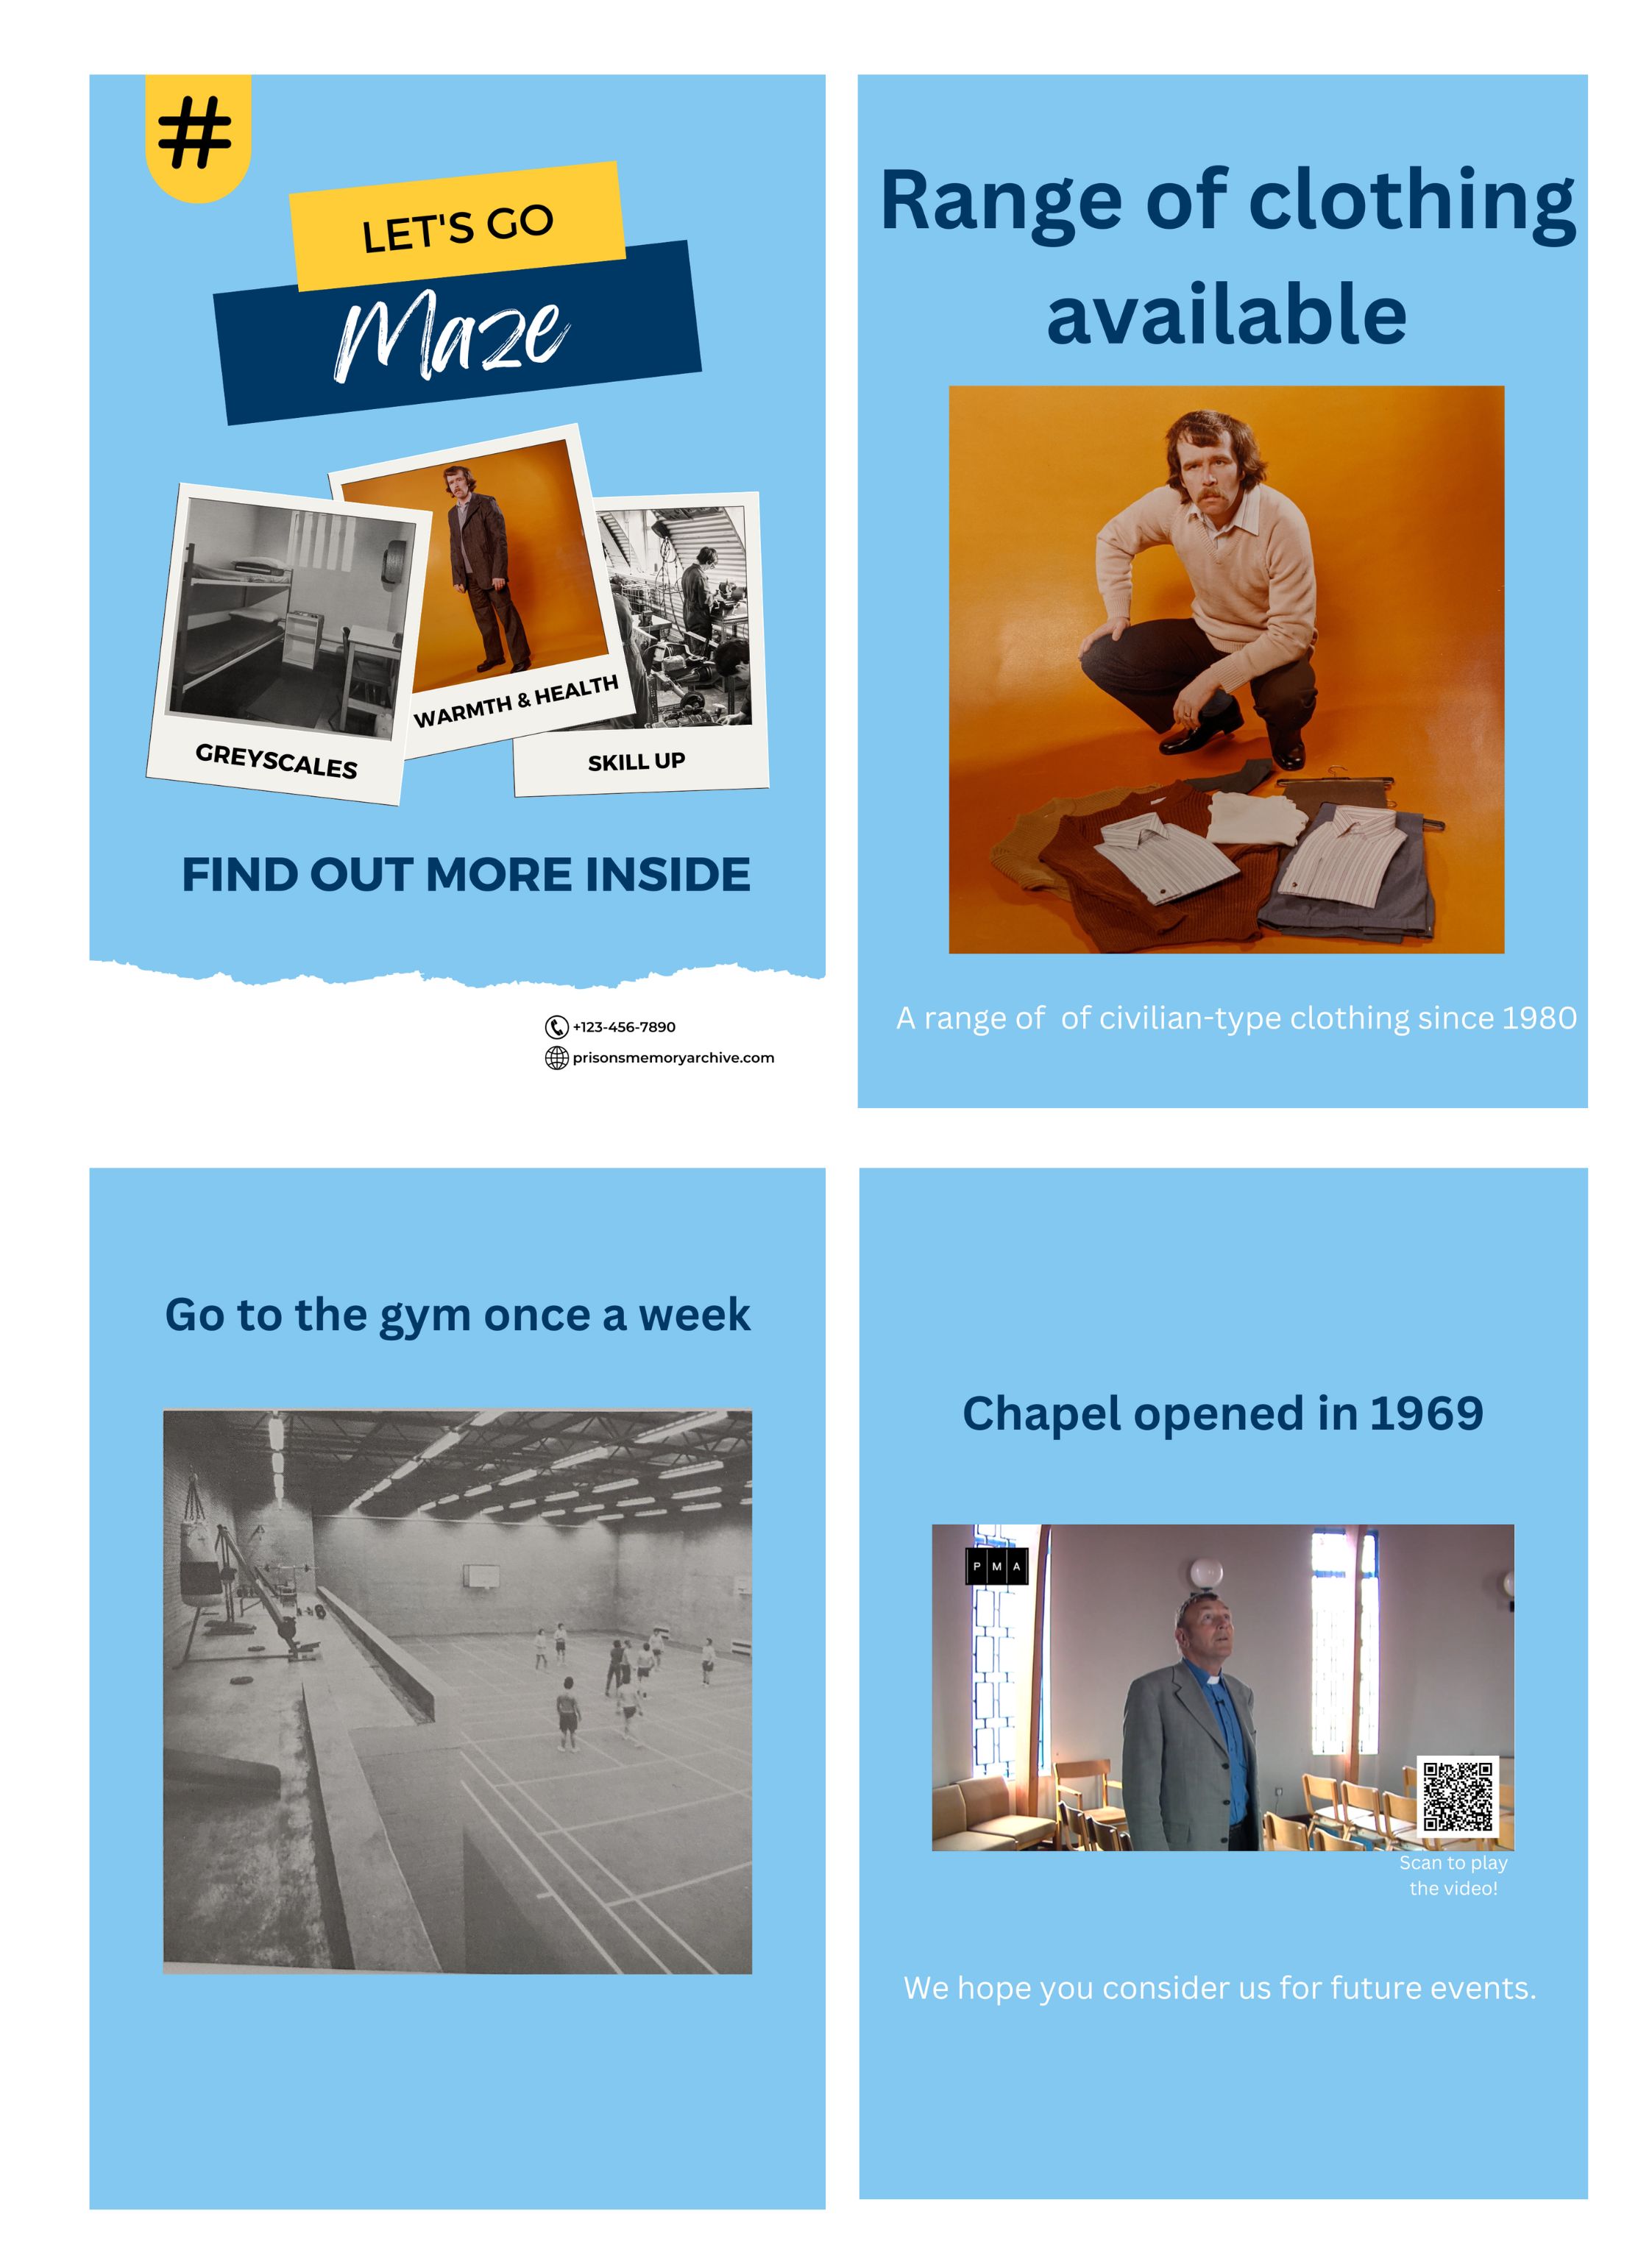 #
LET'S GO
Maze
GREYSCALES
WARMTH & HEALTH
SKILL UP
FIND OUT MORE INSIDE
+123-456-7890
prisonsmemoryarchive.com
Range of clothing
available
A range of  of civilian-type clothing since 1980
Go to the gym once a week
Chapel opened in 1969
PMA
Scan to play
the video!
We hope you consider us for future events.